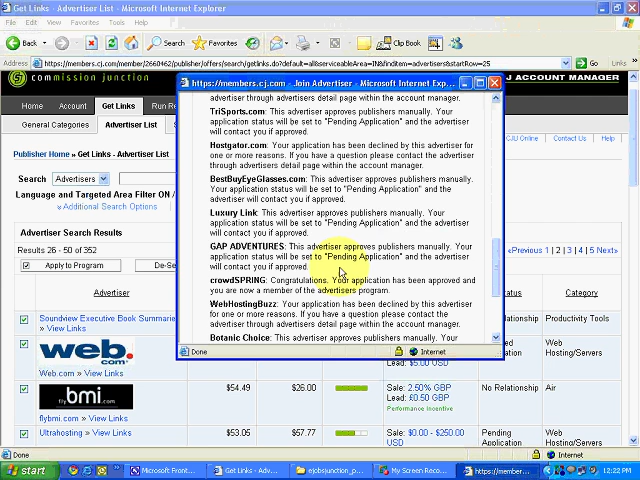 Get Links - Advertiser List - Microsoft Internet Explorer
File Edit View Favorites Tools Help
Back Search Favorites Clip Book
Address https://members.cj.com/member/2660462/publisher/offers/search/getlinks.do?default=all&serviceableArea=IN&finditem=advertisers&startRow=25 Go
commission junction
J ACCOUNT MANAGER
Home Account Get Links
General Categories Advertiser List
CJU Online Contact Us Help
Publisher Home > Get Links - Advertiser List
Search Advertisers
Language and Targeted Area Filter ON
Additional Search Options
Advertiser Search Results
Results 26 - 50 of 352
«Previous 1 | 2 | 3 | 4 | 5 Next»
Apply to Program De-Se
Advertiser
Status Category
Soundview Executive Book Summaries
» View Links
Relationship Productivity Tools
web.com
Web.com » View Links
Lead: $5.00 USD
Web Hosting/Servers
flybmi.com
flybmi.com » View Links
$54.49 $26.00
Sale: 2.50% GBP
Lead: £0.50 GBP
Performance Incentive
No Relationship Air
Ultrahosting » View Links
$53.05 $57.77
Sale: $0.00 - $250.00 USD
Pending Application
Web Hosting/Servers
https://members.cj.com - Join Advertiser - Microsoft Internet Exp...
advertiser through advertisers detail page within the account manager.
TriSports.com: This advertiser approves publishers manually. Your
application status will be set to "Pending Application" and the advertiser
will contact you if approved.
Hostgator.com: Your application has been declined by this advertiser
for one or more reasons. If you have a question please contact the
advertiser through advertisers detail page within the account manager.
BestBuyEyeGlasses.com: This advertiser approves publishers manually.
Your application status will be set to "Pending Application" and the
advertiser will contact you if approved.
Luxury Link: This advertiser approves publishers manually. Your
application status will be set to "Pending Application" and the advertiser
will contact you if approved.
GAP ADVENTURES: This advertiser approves publishers manually. Your
application status will be set to "Pending Application" and the advertiser
will contact you if approved.
crowdSPRING: Congratulations. Your application has been approved and
you are now a member of the advertisers program.
WebHostingBuzz: Your application has been declined by this advertiser
for one or more reasons. If you have a question please contact the
advertiser through advertisers detail page within the account manager.
Botanic Choice: This advertiser approves publishers manually. Your
Done Internet
Done Internet
start Microsoft Front... Get Links - Adv... ejobsjunction_p... My Screen Reco... https://member... 12:22 PM